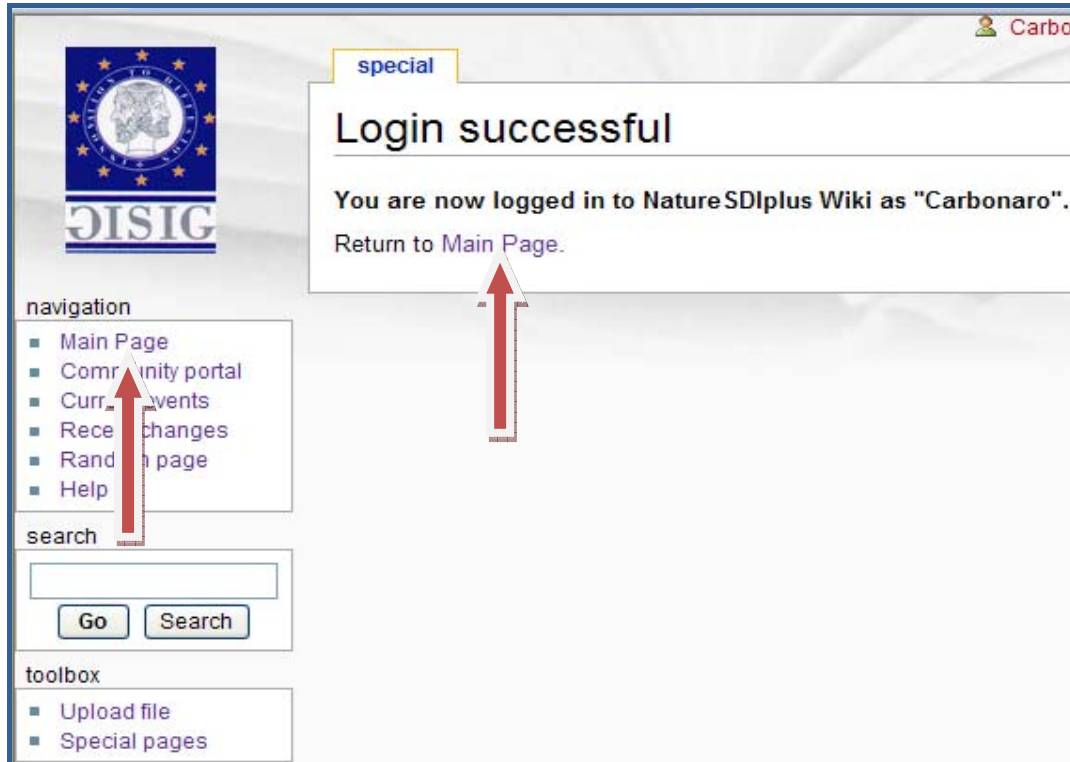 Carbo
special
Login successful
You are now logged in to NatureSDIplus Wiki as "Carbonaro".
Return to Main Page.
GISIG
navigation
Main Page
Community portal
Current events
Recent changes
Random page
Help
search
Go Search
toolbox
Upload file
Special pages